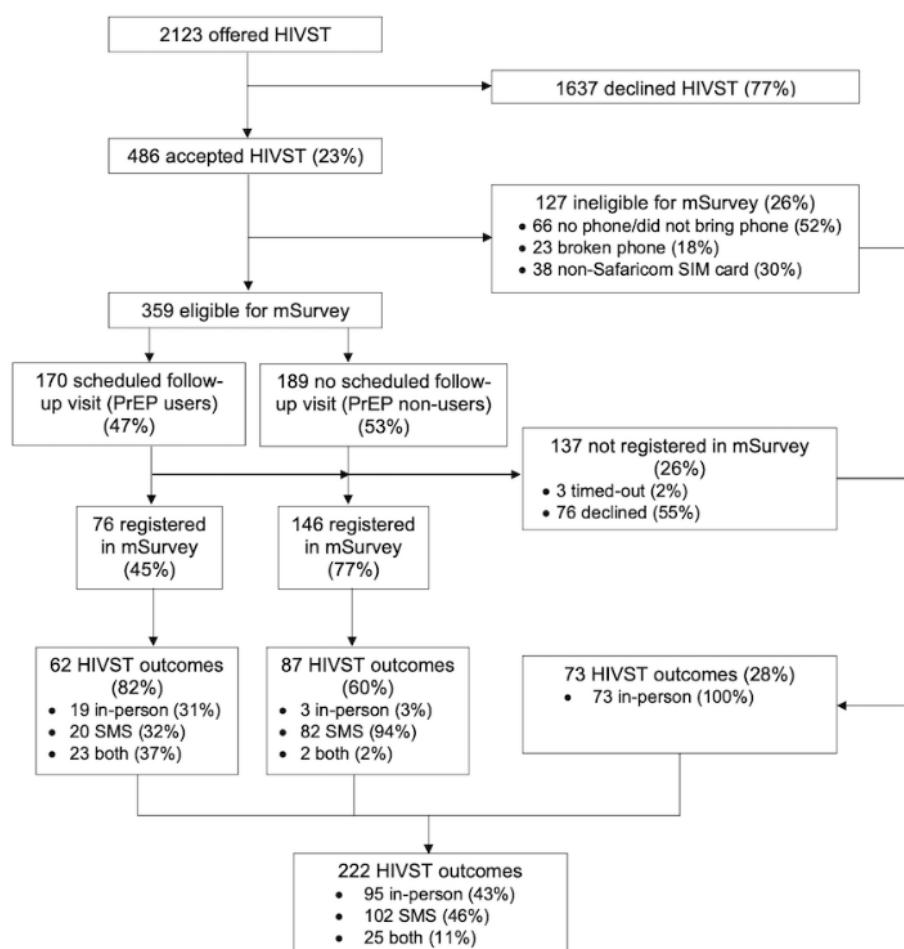 2123 offered HIVST
1637 declined HIVST (77%)
486 accepted HIVST (23%)
127 ineligible for mSurvey (26%)
• 66 no phone/did not bring phone (52%)
• 23 broken phone (18%)
• 38 non-Safaricom SIM card (30%)
359 eligible for mSurvey
170 scheduled follow-
up visit (PrEP users)
(47%)
189 no scheduled follow-
up visit (PrEP non-users)
(53%)
137 not registered in mSurvey
(26%)
• 3 timed-out (2%)
• 76 declined (55%)
76 registered
in mSurvey
(45%)
146 registered
in mSurvey
(77%)
62 HIVST outcomes
(82%)
• 19 in-person (31%)
• 20 SMS (32%)
• 23 both (37%)
87 HIVST outcomes
(60%)
• 3 in-person (3%)
• 82 SMS (94%)
• 2 both (2%)
73 HIVST outcomes (28%)
• 73 in-person (100%)
222 HIVST outcomes
• 95 in-person (43%)
• 102 SMS (46%)
• 25 both (11%)